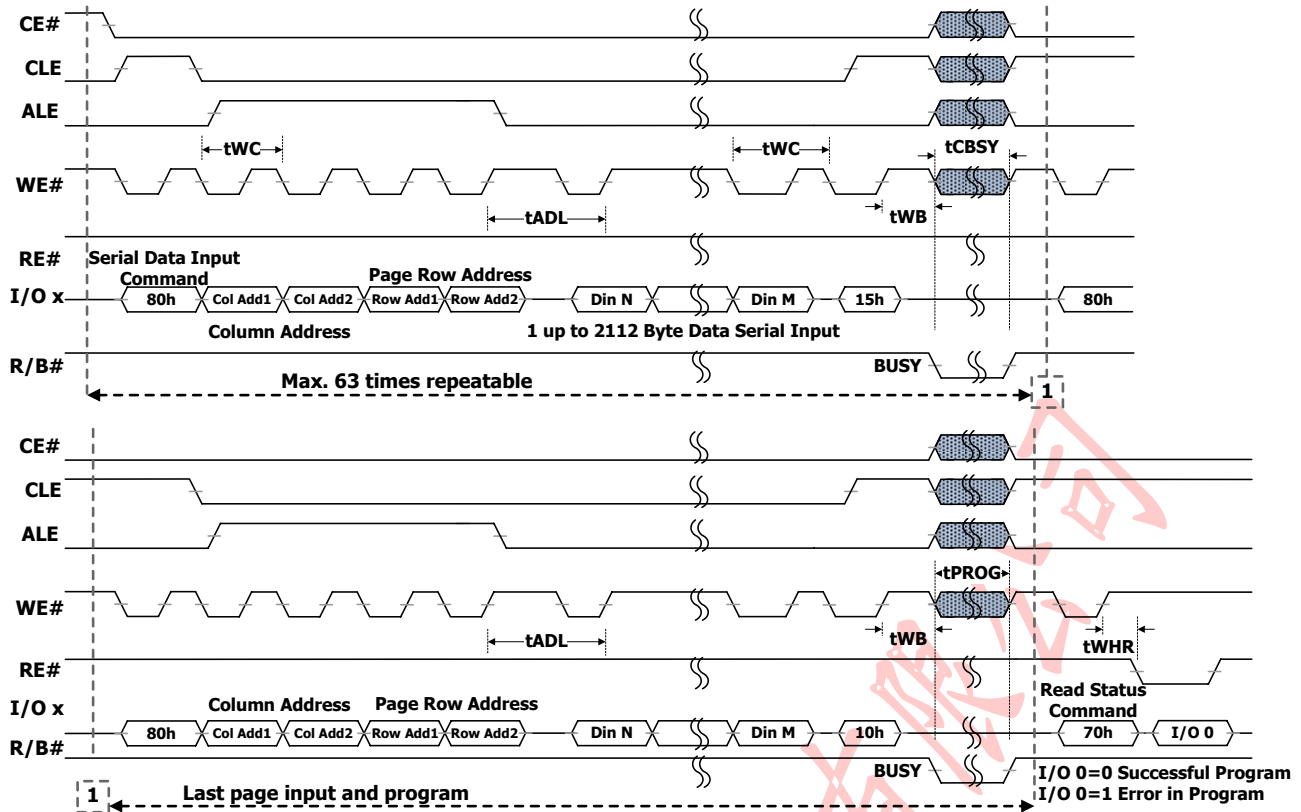 CE#
CLE
ALE
tWC
tWC
tCBSY
WE#
tADL
tWB
RE#
Serial Data Input
Command
Page Row Address
I/O x
80h
Col Add1
Col Add2
Row Add1
Row Add2
Din N
Din M
15h
80h
Column Address
1 up to 2112 Byte Data Serial Input
R/B#
BUSY
Max. 63 times repeatable
1
CE#
CLE
ALE
tPROG
WE#
tADL
tWB
tWHR
RE#
Column Address
Page Row Address
Read Status
Command
I/O x
80h
Col Add1
Col Add2
Row Add1
Row Add2
Din N
Din M
10h
70h
I/O 0
R/B#
BUSY
I/O 0=0 Successful Program
I/O 0=1 Error in Program
1
Last page input and program
限公司